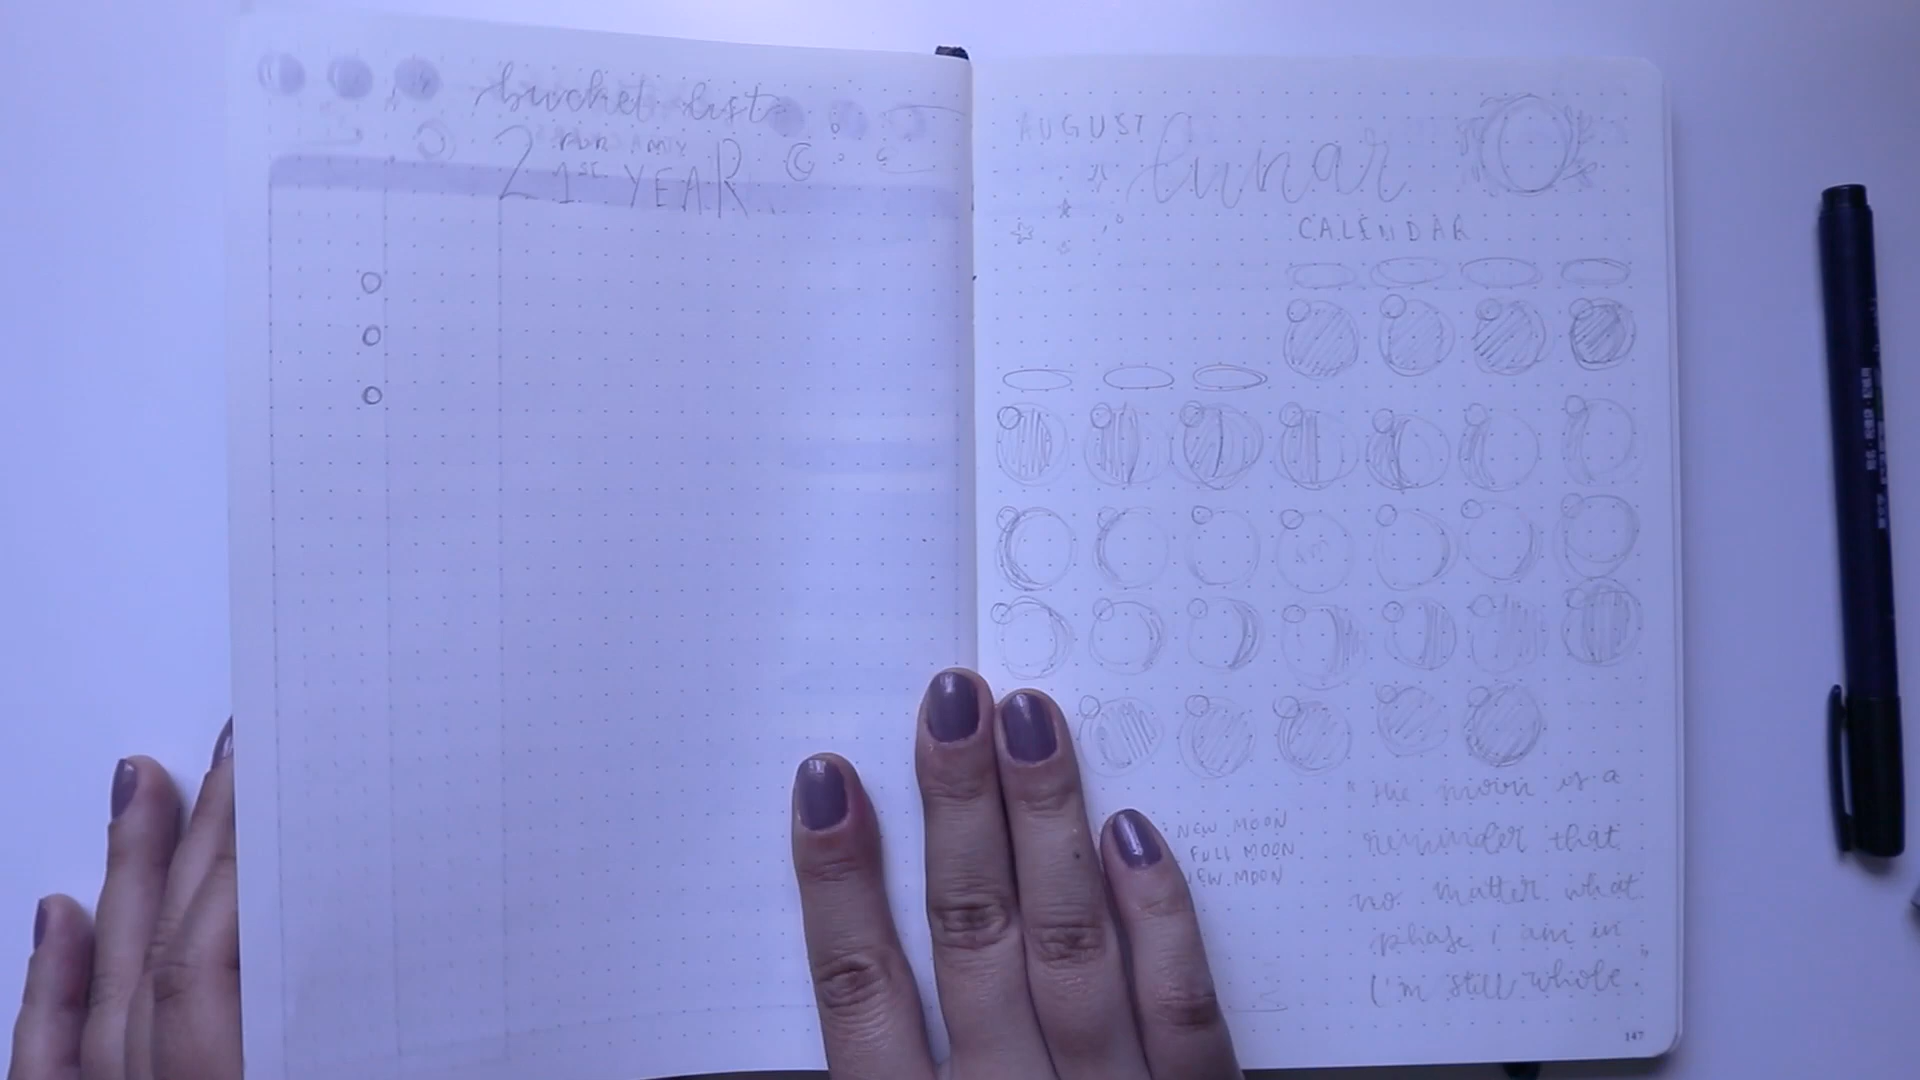 bucket list
FOR MY
21st YEAR
AUGUST
lunar
CALENDAR
NEW MOON
FULL MOON
NEW MOON
"the moon is a
reminder that
no matter what
phase i am in
I'm still whole."
147